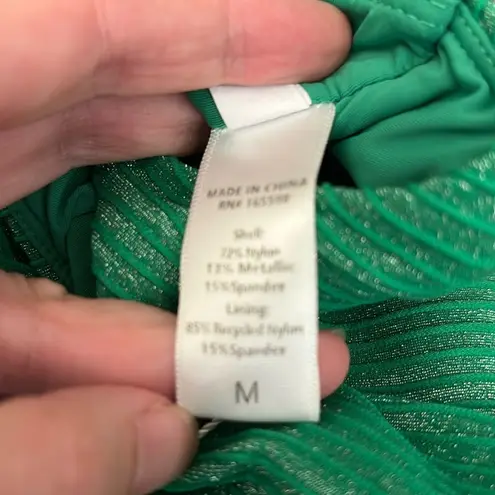 MADE IN CHINA
RN# 165598
Shell:
72% Nylon
13% Metallic
15% Spandex
Lining:
85% Recycled Nylon
15% Spandex
M